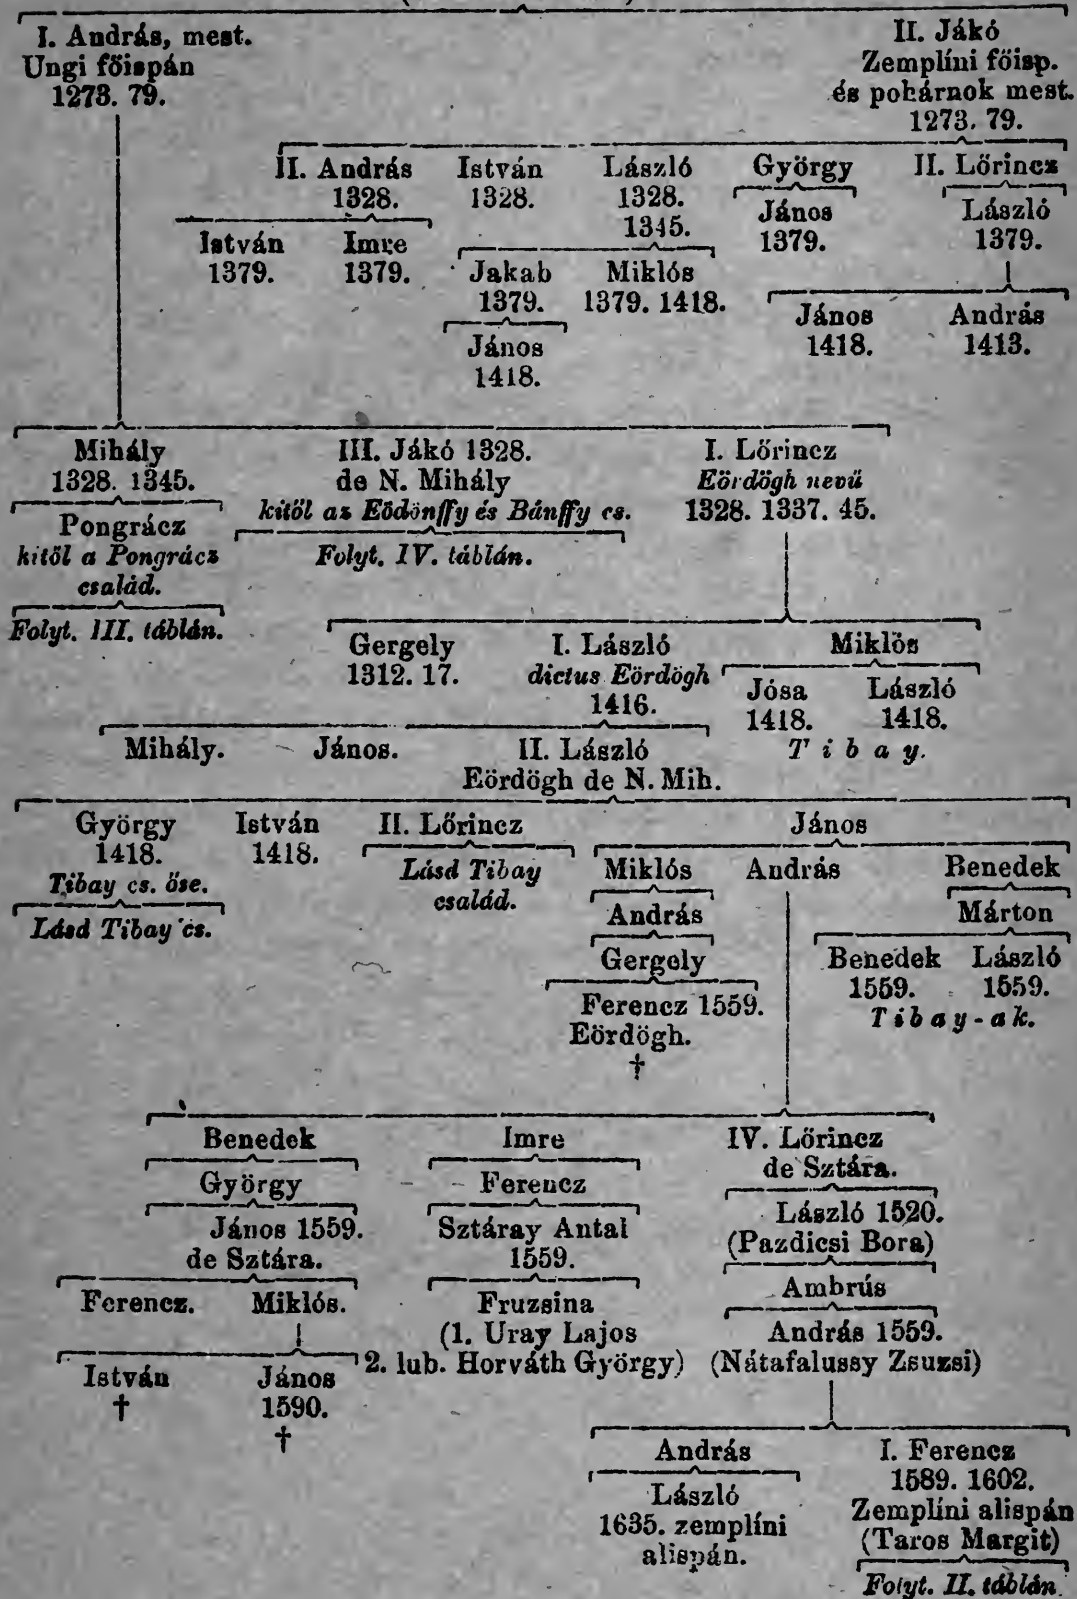 I. András, mest.
Ungi főispán
1273. 79.
II. Jákó
Zemplíni főisp.
és pohárnok mest.
1273. 79.
II. András
1328.
István
1328.
László
1328.
1345.
György
János
1379.
II. Lőrincz
László
1379.
István
1379.
Imre
1379.
Jakab
1379.
Miklós
1379. 1418.
János
1418.
András
1413.
János
1418.
Mihály
1328. 1345.
Pongrácz
kitől a Pongrácz
család.
Folyt. III. táblán.
III. Jákó 1328.
de N. Mihály
kitől az Eödönffy és Bánffy cs.
Folyt. IV. táblán.
I. Lőrincz
Eördögh nevű
1328. 1337. 45.
Gergely
1312. 17.
I. László
dictus Eördögh
1416.
Miklós
Jósa
1418.
László
1418.
Tibay.
Mihály.
János.
II. László
Eördögh de N. Mih.
György
1418.
Tibay cs. őse.
Lásd Tibay cs.
István
1418.
II. Lőrincz
Lásd Tibay
család.
János
Miklós
András
Gergely
Ferencz 1559.
Eördögh.
†
András
Benedek
Márton
Benedek
1559.
László
1559.
Tibay-ak.
Benedek
György
János 1559.
de Sztára.
Ferencz.
Miklós.
István
†
János
1590.
†
Imre
Ferencz
Sztáray Antal
1559.
Fruzsina
(1. Uray Lajos
2. lub. Horváth György)
IV. Lőrincz
de Sztára.
László 1520.
(Pazdicsi Bora)
Ambrús
András 1559.
(Nátafalussy Zsuzsi)
András
László
1635. zemplíni
alispán.
I. Ferencz
1589. 1602.
Zemplíni alispán
(Taros Margit)
Folyt. II. táblán.